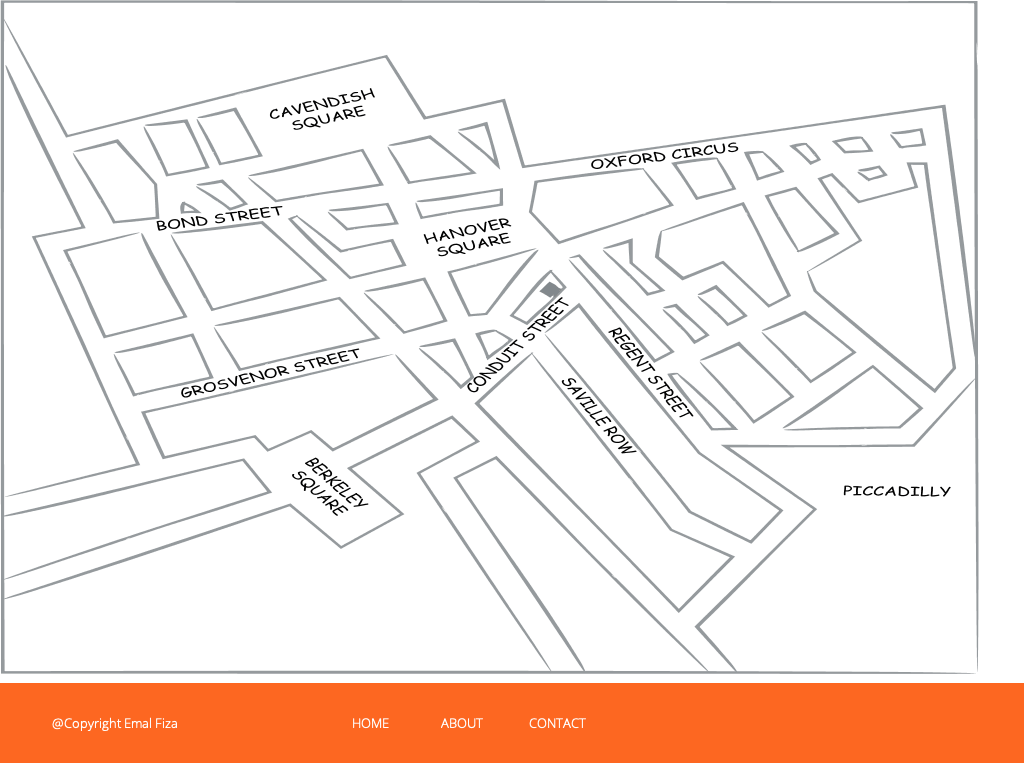 CAVENDISH
SQUARE
OXFORD CIRCUS
BOND STREET
HANOVER
SQUARE
CONDUIT STREET
REGENT STREET
GROSVENOR STREET
SAVILLE ROW
BERKELEY
SQUARE
PICCADILLY
@Copyright Emal Fiza
HOME
ABOUT
CONTACT